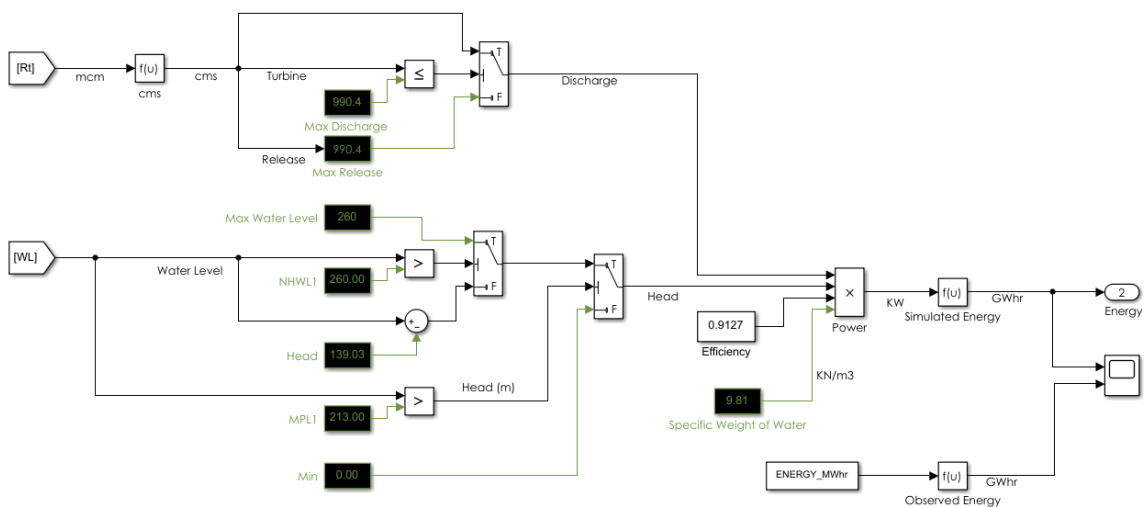 [Rt]
mcm
f(u)
cms
cms
Turbine
≤
T
F
Discharge
990.4
Max Discharge
Release
990.4
Max Release
Max Water Level
260
[WL]
Water Level
NHWL1
260.00
>
T
F
T
F
Head
+
−
Head
139.03
Head (m)
MPL1
213.00
>
Min
0.00
0.9127
Efficiency
×
Power
KW
f(u)
Simulated Energy
GWhr
2
Energy
KN/m3
9.81
Specific Weight of Water
ENERGY_MWhr
f(u)
Observed Energy
GWhr